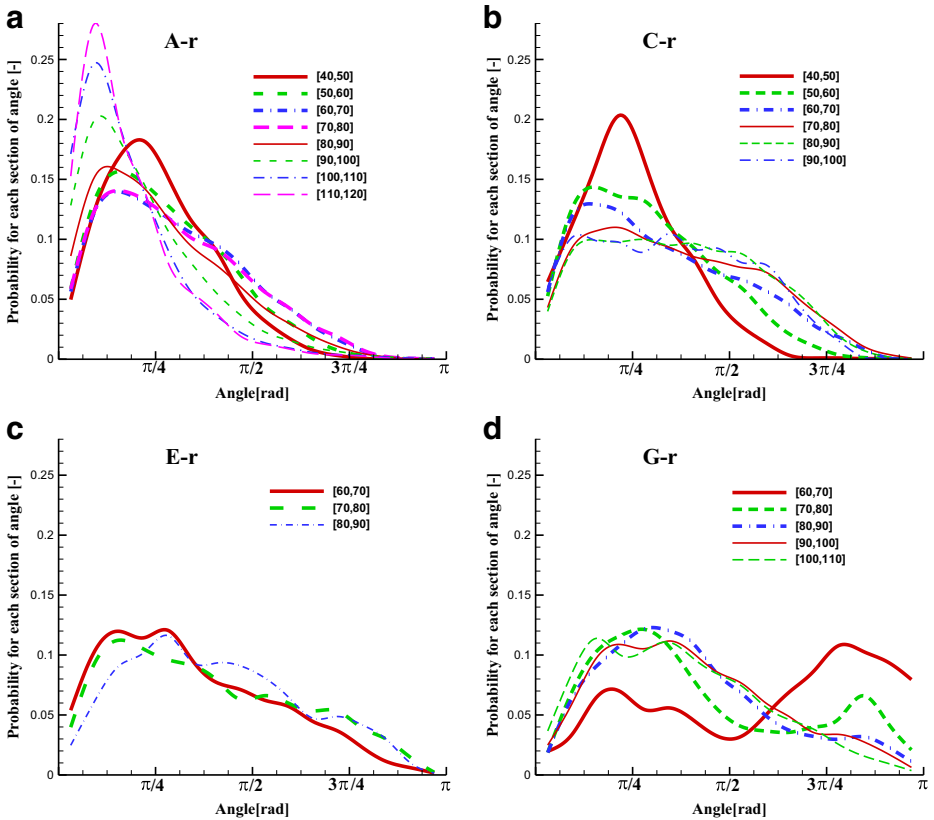 a
A-r
Probability for each section of angle [-]
0.25
0.2
0.15
0.1
0.05
0
[40,50]
[50,60]
[60,70]
[70,80]
[80,90]
[90,100]
[100,110]
[110,120]
π/4
π/2
3π/4
π
Angle[rad]
b
C-r
Probability for each section of angle [-]
0.25
0.2
0.15
0.1
0.05
0
[40,50]
[50,60]
[60,70]
[70,80]
[80,90]
[90,100]
π/4
π/2
3π/4
π
Angle[rad]
c
E-r
Probability for each section of angle [-]
0.25
0.2
0.15
0.1
0.05
0
[60,70]
[70,80]
[80,90]
π/4
π/2
3π/4
π
Angle[rad]
d
G-r
Probability for each section of angle [-]
0.25
0.2
0.15
0.1
0.05
0
[60,70]
[70,80]
[80,90]
[90,100]
[100,110]
π/4
π/2
3π/4
π
Angle[rad]